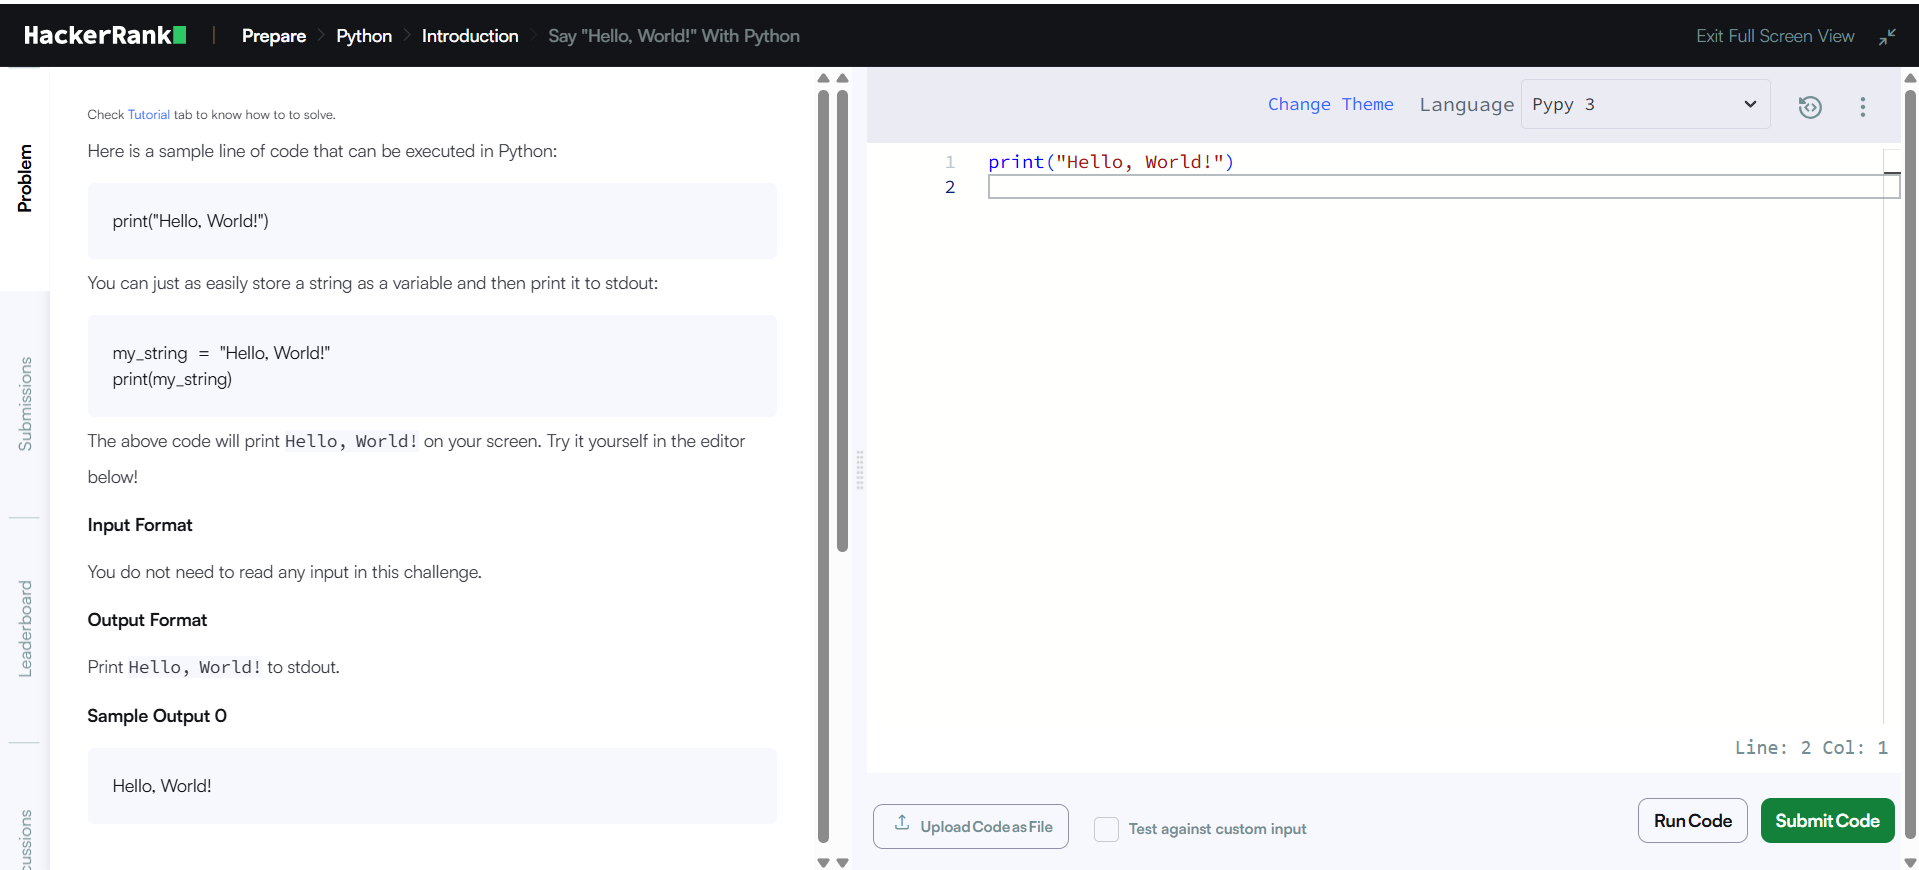 HackerRank
Prepare > Python > Introduction > Say "Hello, World!" With Python
Exit Full Screen View
Problem
Submissions
Leaderboard
Check Tutorial tab to know how to to solve.
Here is a sample line of code that can be executed in Python:
print("Hello, World!")
You can just as easily store a string as a variable and then print it to stdout:
my_string = "Hello, World!"
print(my_string)
The above code will print Hello, World! on your screen. Try it yourself in the editor
below!
Input Format
You do not need to read any input in this challenge.
Output Format
Print Hello, World! to stdout.
Sample Output 0
Hello, World!
Change Theme Language Pypy 3
1 print("Hello, World!")
2
Line: 2 Col: 1
Upload Code as File
Test against custom input
Run Code
Submit Code